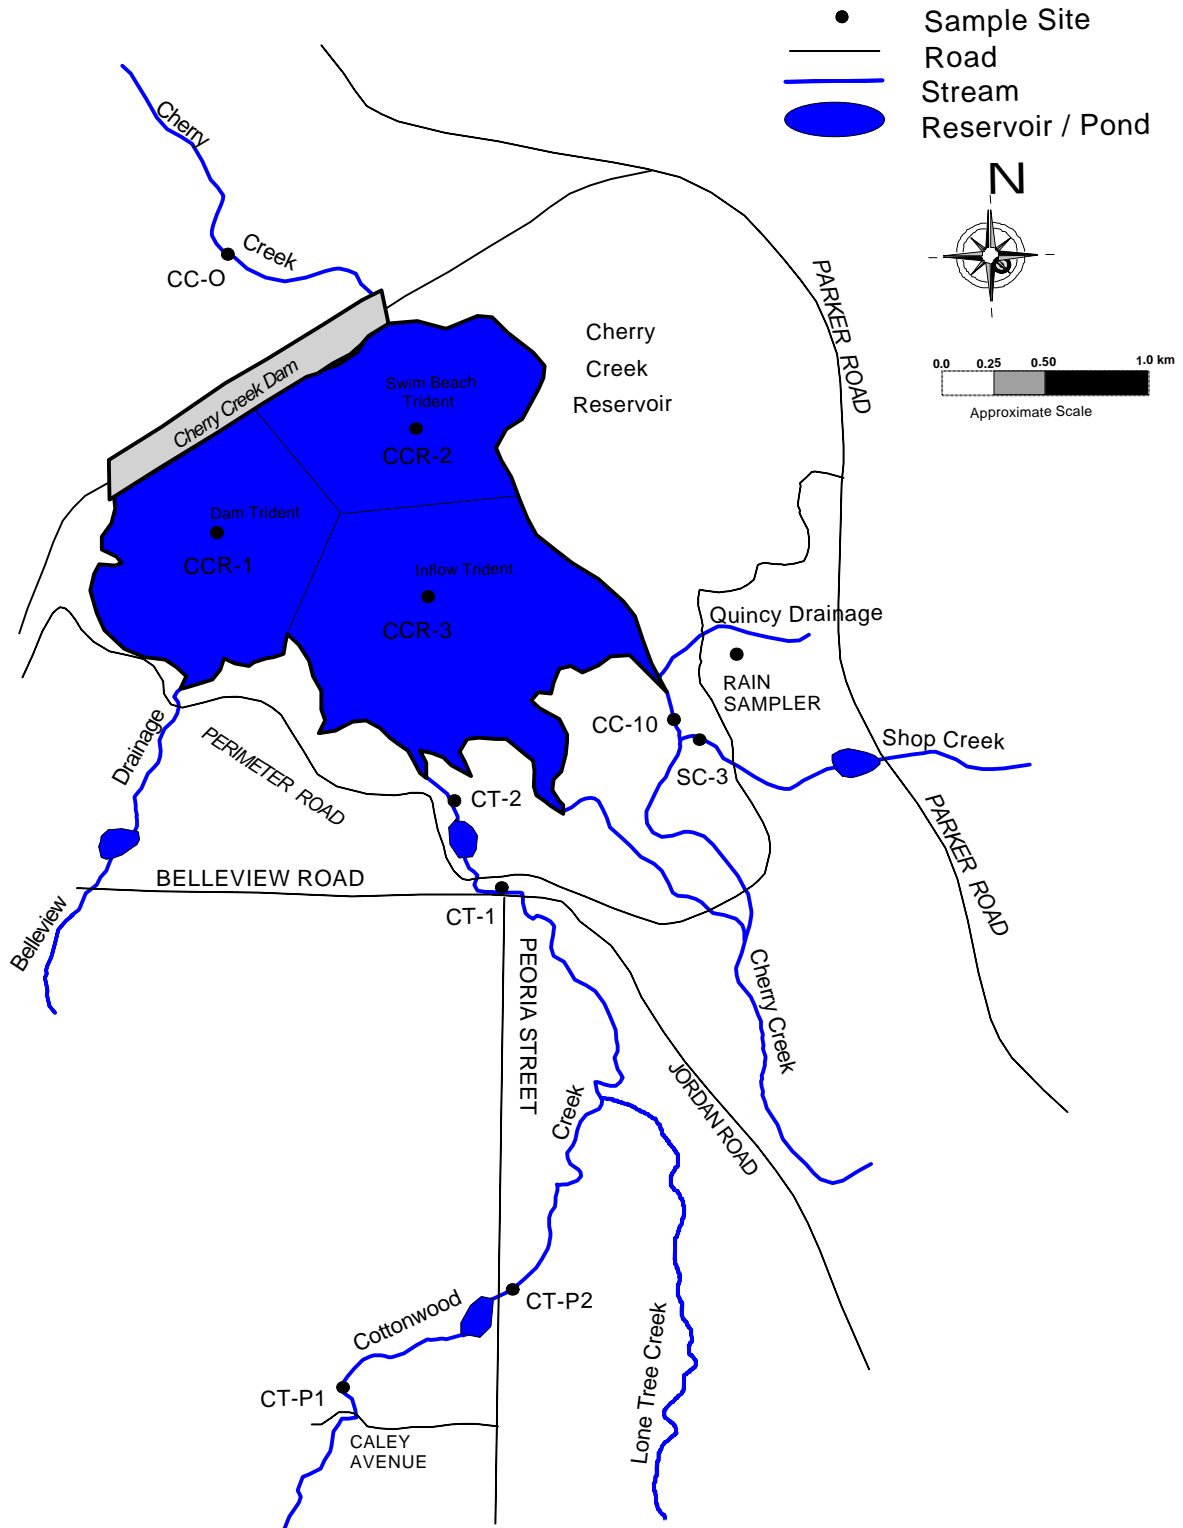 Sample Site
Road
Stream
Reservoir / Pond
N
0.0 0.25 0.50 1.0 km
Approximate Scale
Cherry
Creek
CC-O
PARKER ROAD
Cherry
Creek
Reservoir
Cherry Creek Dam
Swim Beach
Trident
CCR-2
Dam Trident
CCR-1
Inflow Trident
CCR-3
Quincy Drainage
RAIN
SAMPLER
CC-10
SC-3
Shop Creek
PARKER ROAD
Drainage
Belleview
PERIMETER ROAD
CT-2
BELLEVIEW ROAD
CT-1
PEORIA STREET
Cherry Creek
JORDAN ROAD
Creek
Cottonwood
CT-P2
CT-P1
CALEY
AVENUE
Lone Tree Creek